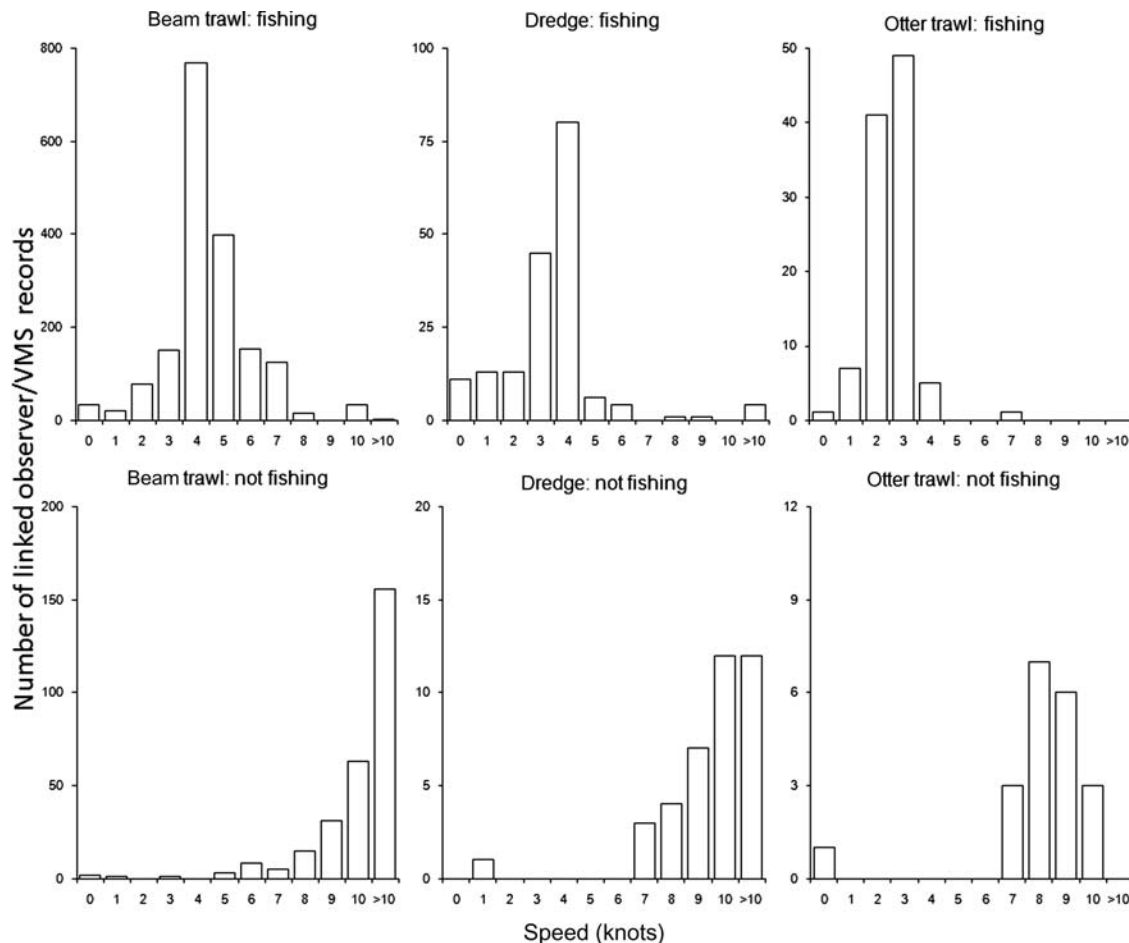 Beam trawl: fishing
Dredge: fishing
Otter trawl: fishing
800
600
400
200
0
0 1 2 3 4 5 6 7 8 9 10 >10
100
75
50
25
0
0 1 2 3 4 5 6 7 8 9 10 >10
50
40
30
20
10
0
0 1 2 3 4 5 6 7 8 9 10 >10
Number of linked observer/VMS records
Beam trawl: not fishing
Dredge: not fishing
Otter trawl: not fishing
200
150
100
50
0
0 1 2 3 4 5 6 7 8 9 10 >10
20
15
10
5
0
0 1 2 3 4 5 6 7 8 9 10 >10
12
9
6
3
0
0 1 2 3 4 5 6 7 8 9 10 >10
Speed (knots)